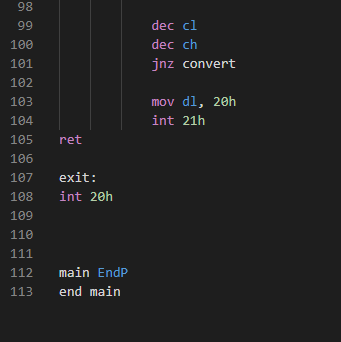 98
99 dec cl
100 dec ch
101 jnz convert
102
103 mov dl, 20h
104 int 21h
105 ret
106
107 exit:
108 int 20h
109
110
111
112 main EndP
113 end main